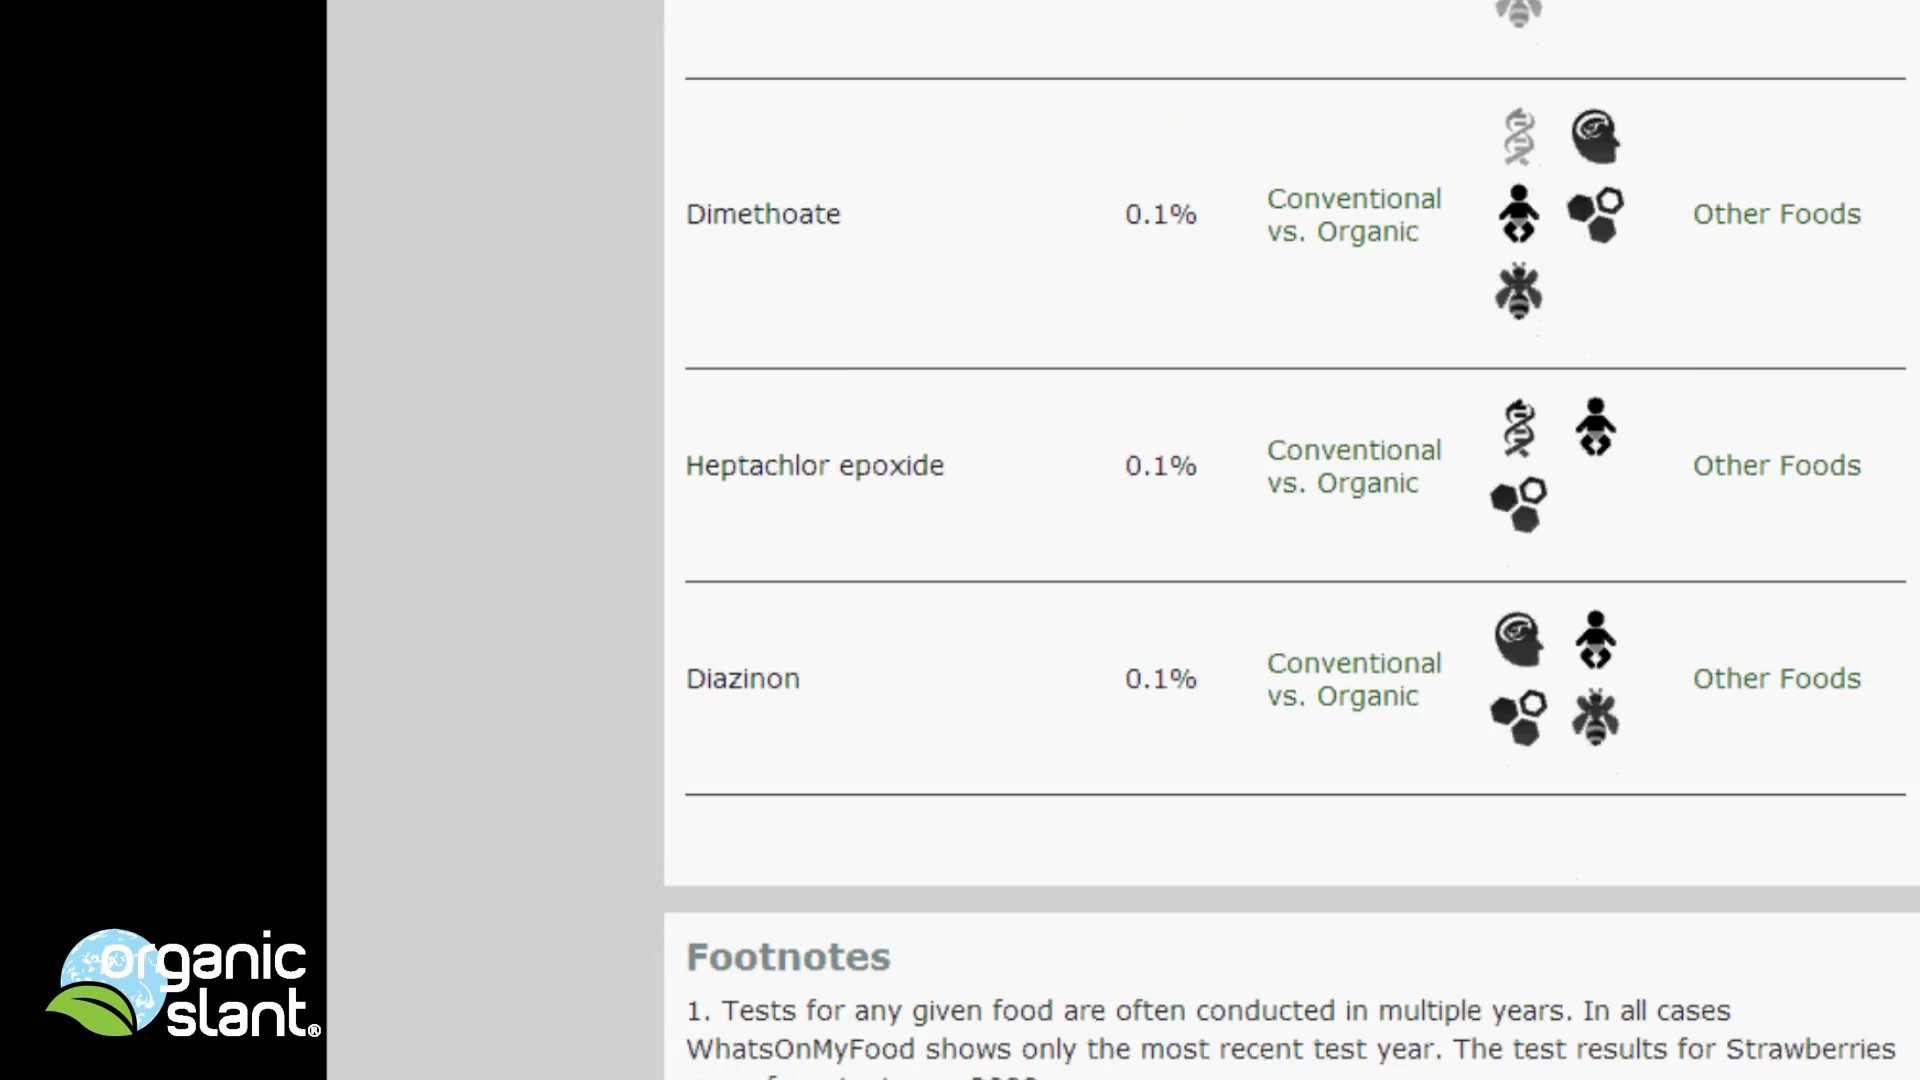 Dimethoate 0.1% Conventional vs. Organic Other Foods
Heptachlor epoxide 0.1% Conventional vs. Organic Other Foods
Diazinon 0.1% Conventional vs. Organic Other Foods
Footnotes
1. Tests for any given food are often conducted in multiple years. In all cases
WhatsOnMyFood shows only the most recent test year. The test results for Strawberries
organic
slant®